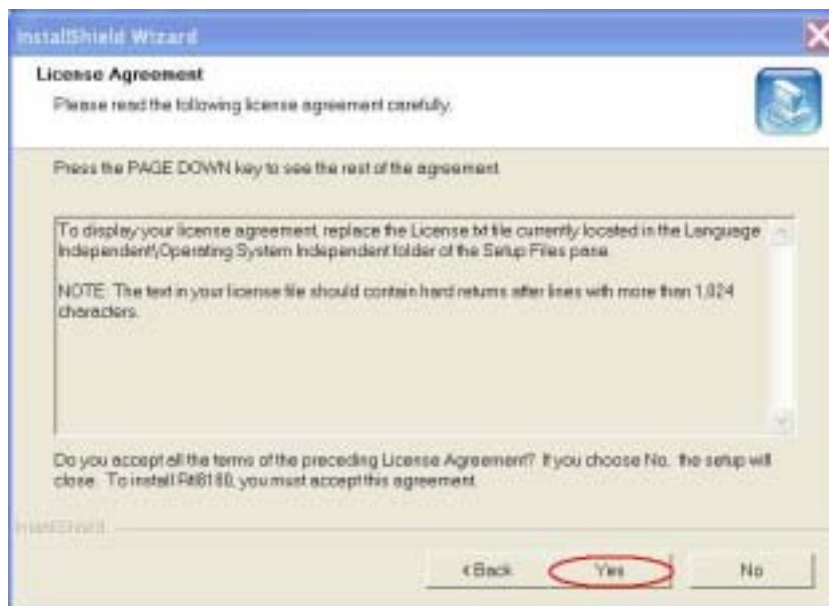 InstallShield Wizard
License Agreement
Please read the following license agreement carefully.
Press the PAGE DOWN key to see the rest of the agreement.
To display your license agreement, replace the License.txt file currently located in the Language
Independent\Operating System Independent folder of the Setup Files pane.
NOTE: The text in your license file should contain hard returns after lines with more than 1,024
characters.
Do you accept all the terms of the preceding License Agreement? If you choose No, the setup will
close. To install Rtl8180, you must accept this agreement.
InstallShield
< Back
Yes
No